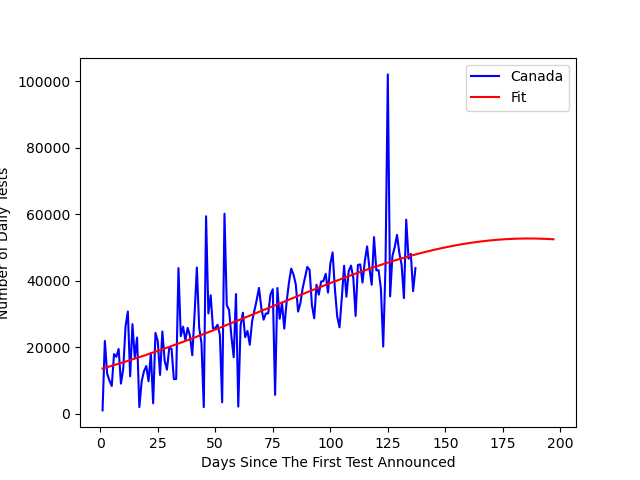 Canada
Fit
100000
80000
60000
40000
20000
0
Number of Daily Tests
0 25 50 75 100 125 150 175 200
Days Since The First Test Announced